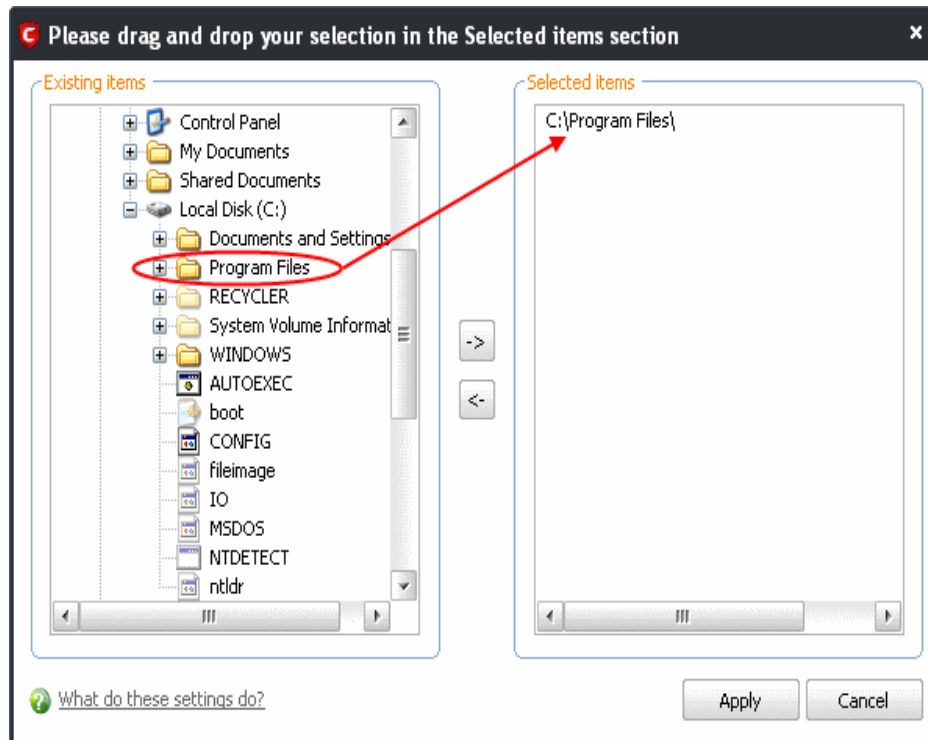 Please drag and drop your selection in the Selected items section
Existing items
Control Panel
My Documents
Shared Documents
Local Disk (C:)
Documents and Settings
Program Files
RECYCLER
System Volume Informat
WINDOWS
AUTOEXEC
boot
CONFIG
fileimage
IO
MSDOS
NTDETECT
ntldr
->
<-
Selected items
C:\Program Files\
What do these settings do?
Apply
Cancel